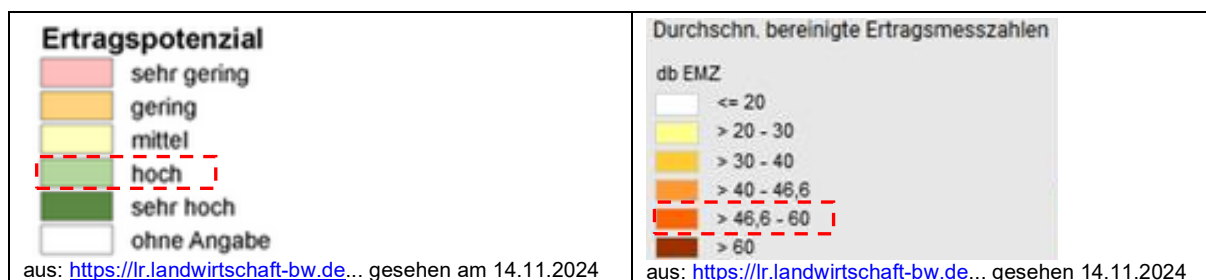 Ertragspotenzial
sehr gering
gering
mittel
hoch
sehr hoch
ohne Angabe
aus: https://lr.landwirtschaft-bw.de... gesehen am 14.11.2024
Durchschn. bereinigte Ertragsmesszahlen
db EMZ
<= 20
> 20 - 30
> 30 - 40
> 40 - 46,6
> 46,6 - 60
> 60
aus: https://lr.landwirtschaft-bw.de... gesehen 14.11.2024